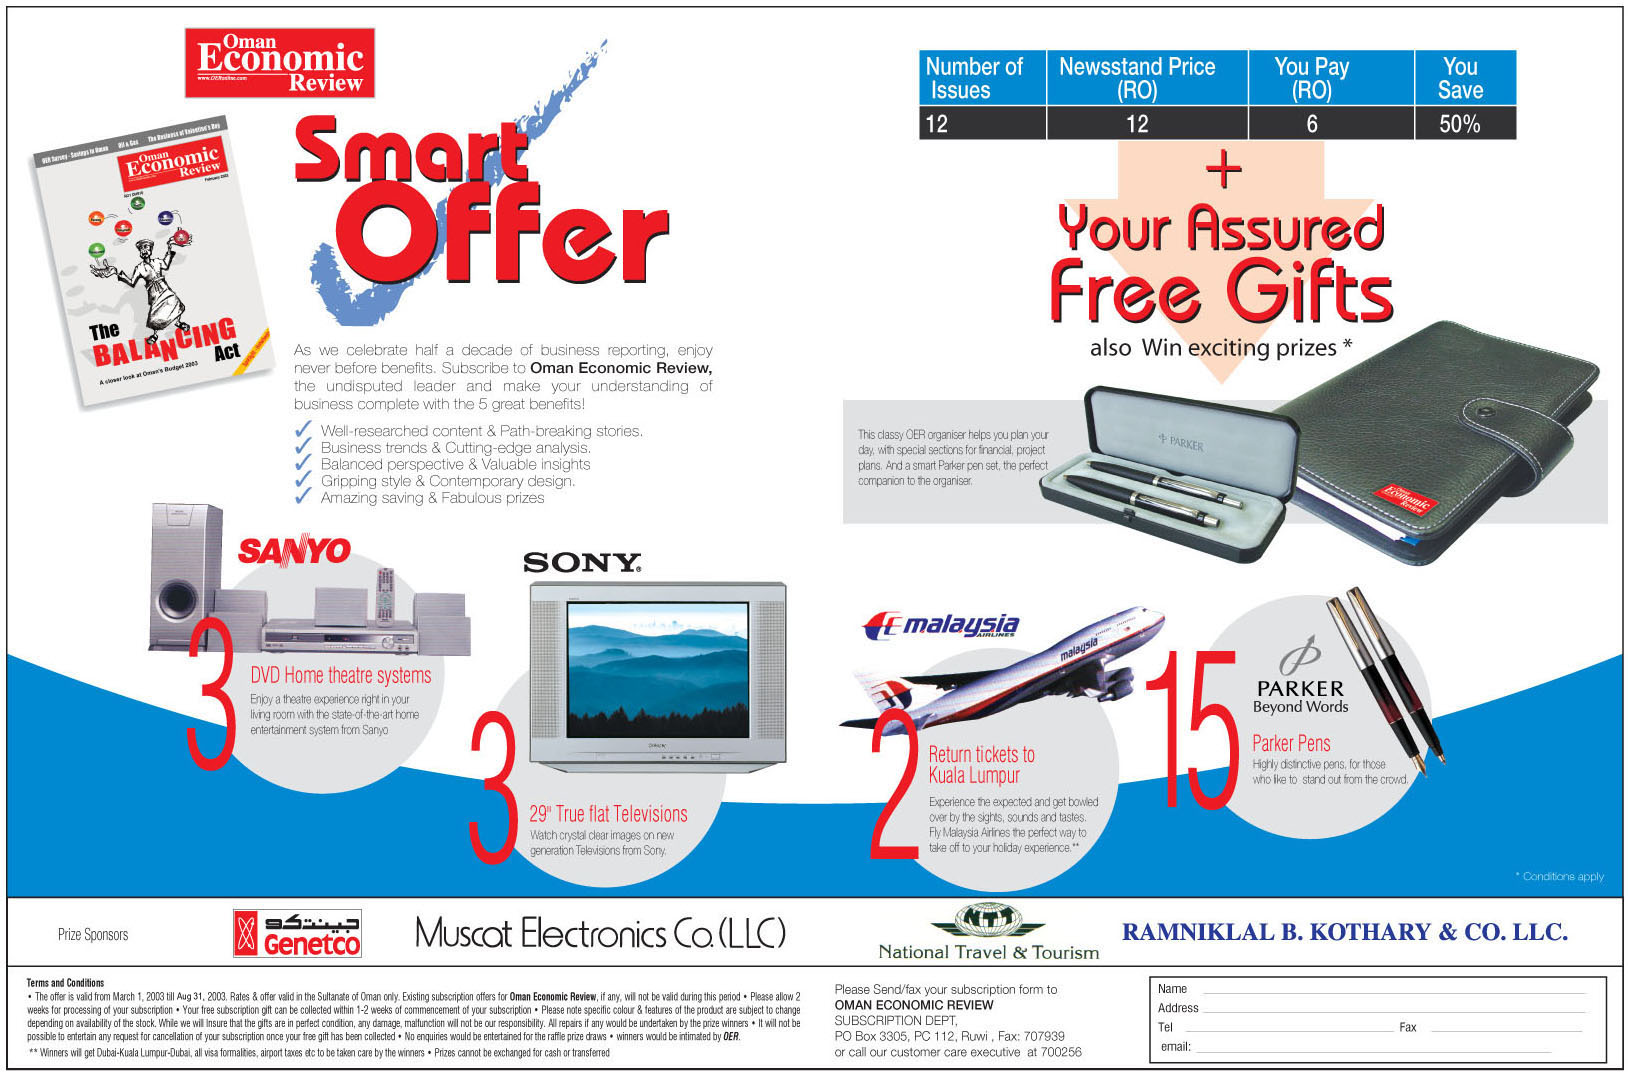 Oman
Economic
Review
www.OERonline.com
OER Survey - Savings in Oman   Oil & Gas   The Business of Valentine's Day
Oman
Economic
Review
February 2003
The
BALANCING
Act
A closer look at Oman's Budget 2003
Smart
Offer
As we celebrate half a decade of business reporting, enjoy
never before benefits. Subscribe to Oman Economic Review,
the undisputed leader and make your understanding of
business complete with the 5 great benefits!
Well-researched content & Path-breaking stories.
Business trends & Cutting-edge analysis.
Balanced perspective & Valuable insights
Gripping style & Contemporary design.
Amazing saving & Fabulous prizes
Number of Issues   Newsstand Price (RO)   You Pay (RO)   You Save
12   12   6   50%
+
Your Assured
Free Gifts
also Win exciting prizes *
This classy OER organiser helps you plan your
day, with special sections for financial, project
plans. And a smart Parker pen set, the perfect
companion to the organiser.
PARKER
Oman
Economic
Review
SANYO
3
DVD Home theatre systems
Enjoy a theatre experience right in your
living room with the state-of-the-art home
entertainment system from Sanyo
SONY
3
29" True flat Televisions
Watch crystal clear images on new
generation Televisions from Sony.
malaysia
AIRLINES
malaysia
2
Return tickets to
Kuala Lumpur
Experience the expected and get bowled
over by the sights, sounds and tastes.
Fly Malaysia Airlines the perfect way to
take off to your holiday experience.**
15
PARKER
Beyond Words
Parker Pens
Highly distinctive pens, for those
who like to stand out from the crowd.
* Conditions apply
Prize Sponsors
جينتكو
Genetco
Muscat Electronics Co. (LLC)
NTT
National Travel & Tourism
RAMNIKLAL B. KOTHARY & CO. LLC.
Terms and Conditions
• The offer is valid from March 1, 2003 till Aug 31, 2003. Rates & offer valid in the Sultanate of Oman only. Existing subscription offers for Oman Economic Review, if any, will not be valid during this period • Please allow 2
weeks for processing of your subscription • Your free subscription gift can be collected within 1-2 weeks of commencement of your subscription • Please note specific colour & features of the product are subject to change
depending on availability of the stock. While we will insure that the gifts are in perfect condition, any damage, malfunction will not be our responsibility. All repairs if any would be undertaken by the prize winners • It will not be
possible to entertain any request for cancellation of your subscription once your free gift has been collected • No enquiries would be entertained for the raffle prize draws • winners would be intimated by OER.
** Winners will get Dubai-Kuala Lumpur-Dubai, all visa formalities, airport taxes etc to be taken care by the winners • Prizes cannot be exchanged for cash or transferred
Please Send/fax your subscription form to
OMAN ECONOMIC REVIEW
SUBSCRIPTION DEPT,
PO Box 3305, PC 112, Ruwi , Fax: 707939
or call our customer care executive at 700256
Name
Address
Tel   Fax
email: